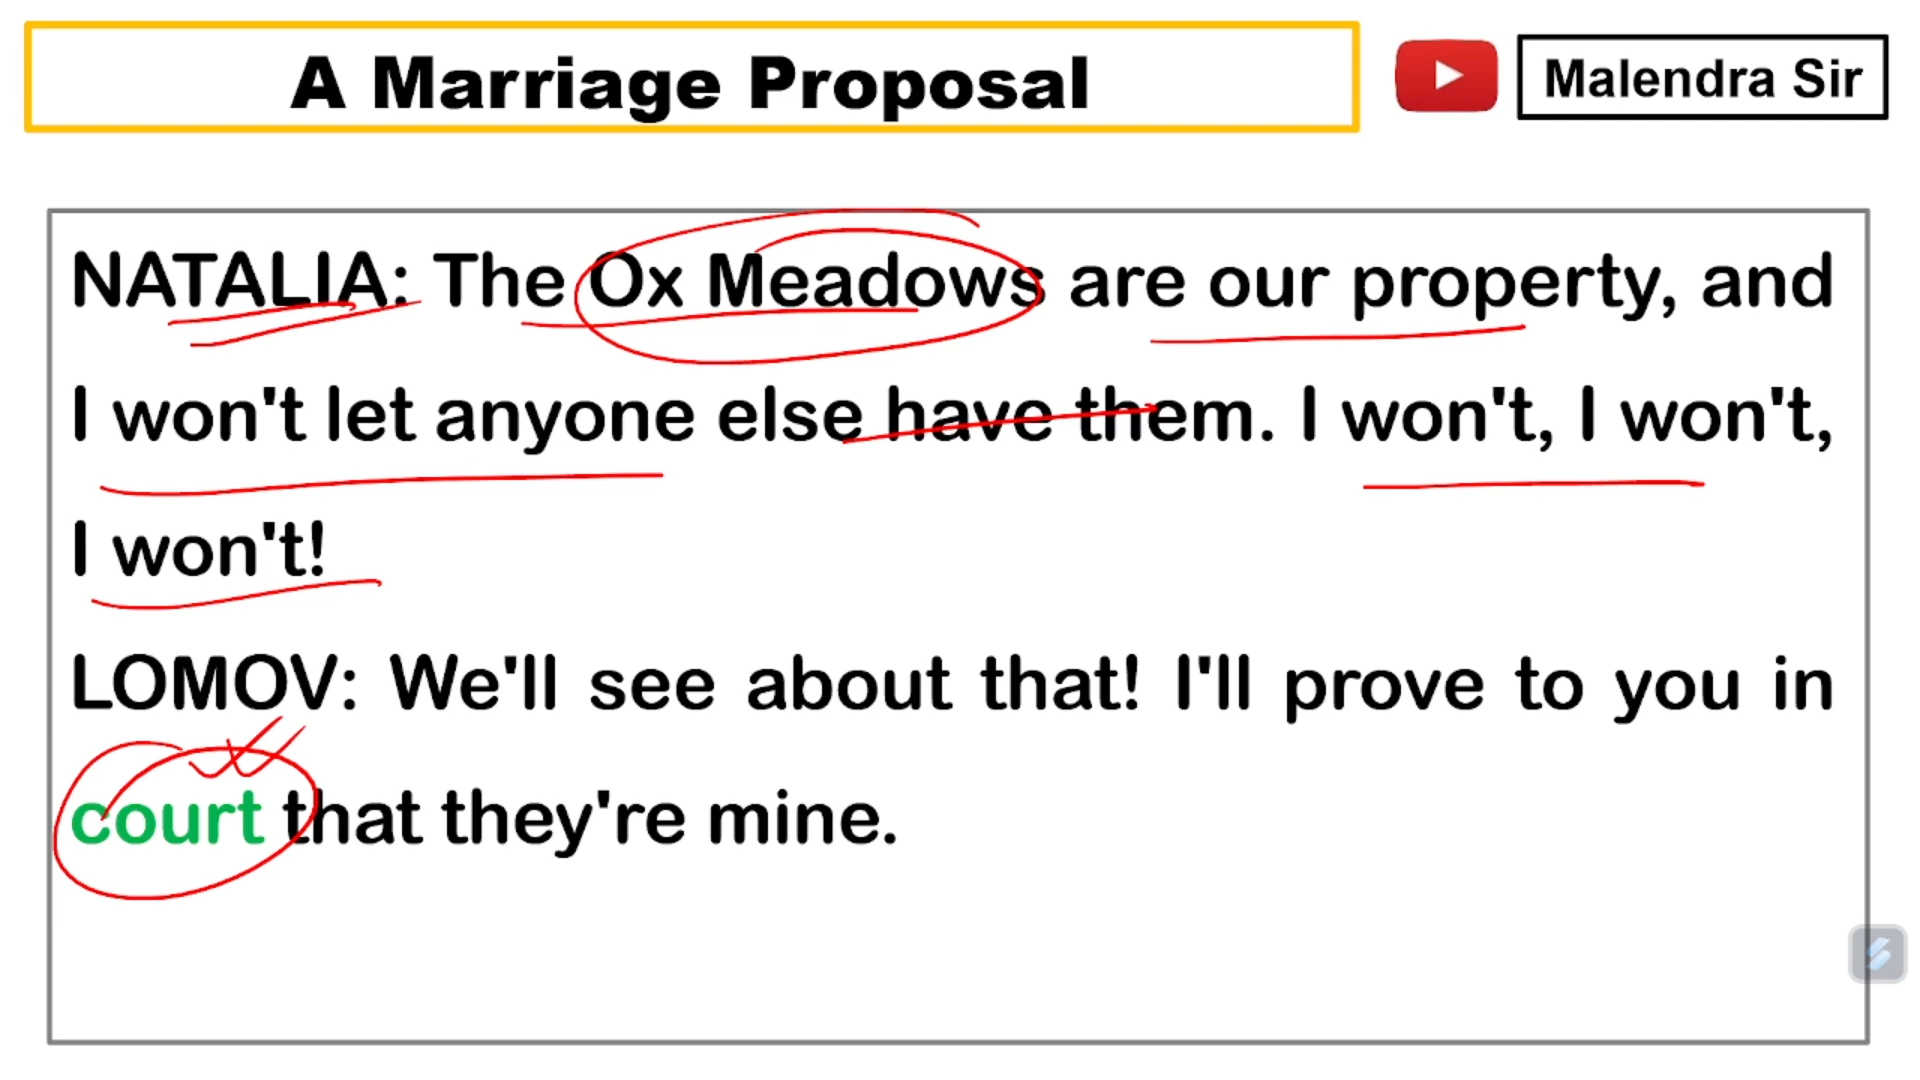 A Marriage Proposal
Malendra Sir
NATALIA: The Ox Meadows are our property, and
I won't let anyone else have them. I won't, I won't,
I won't!
LOMOV: We'll see about that! I'll prove to you in
court that they're mine.